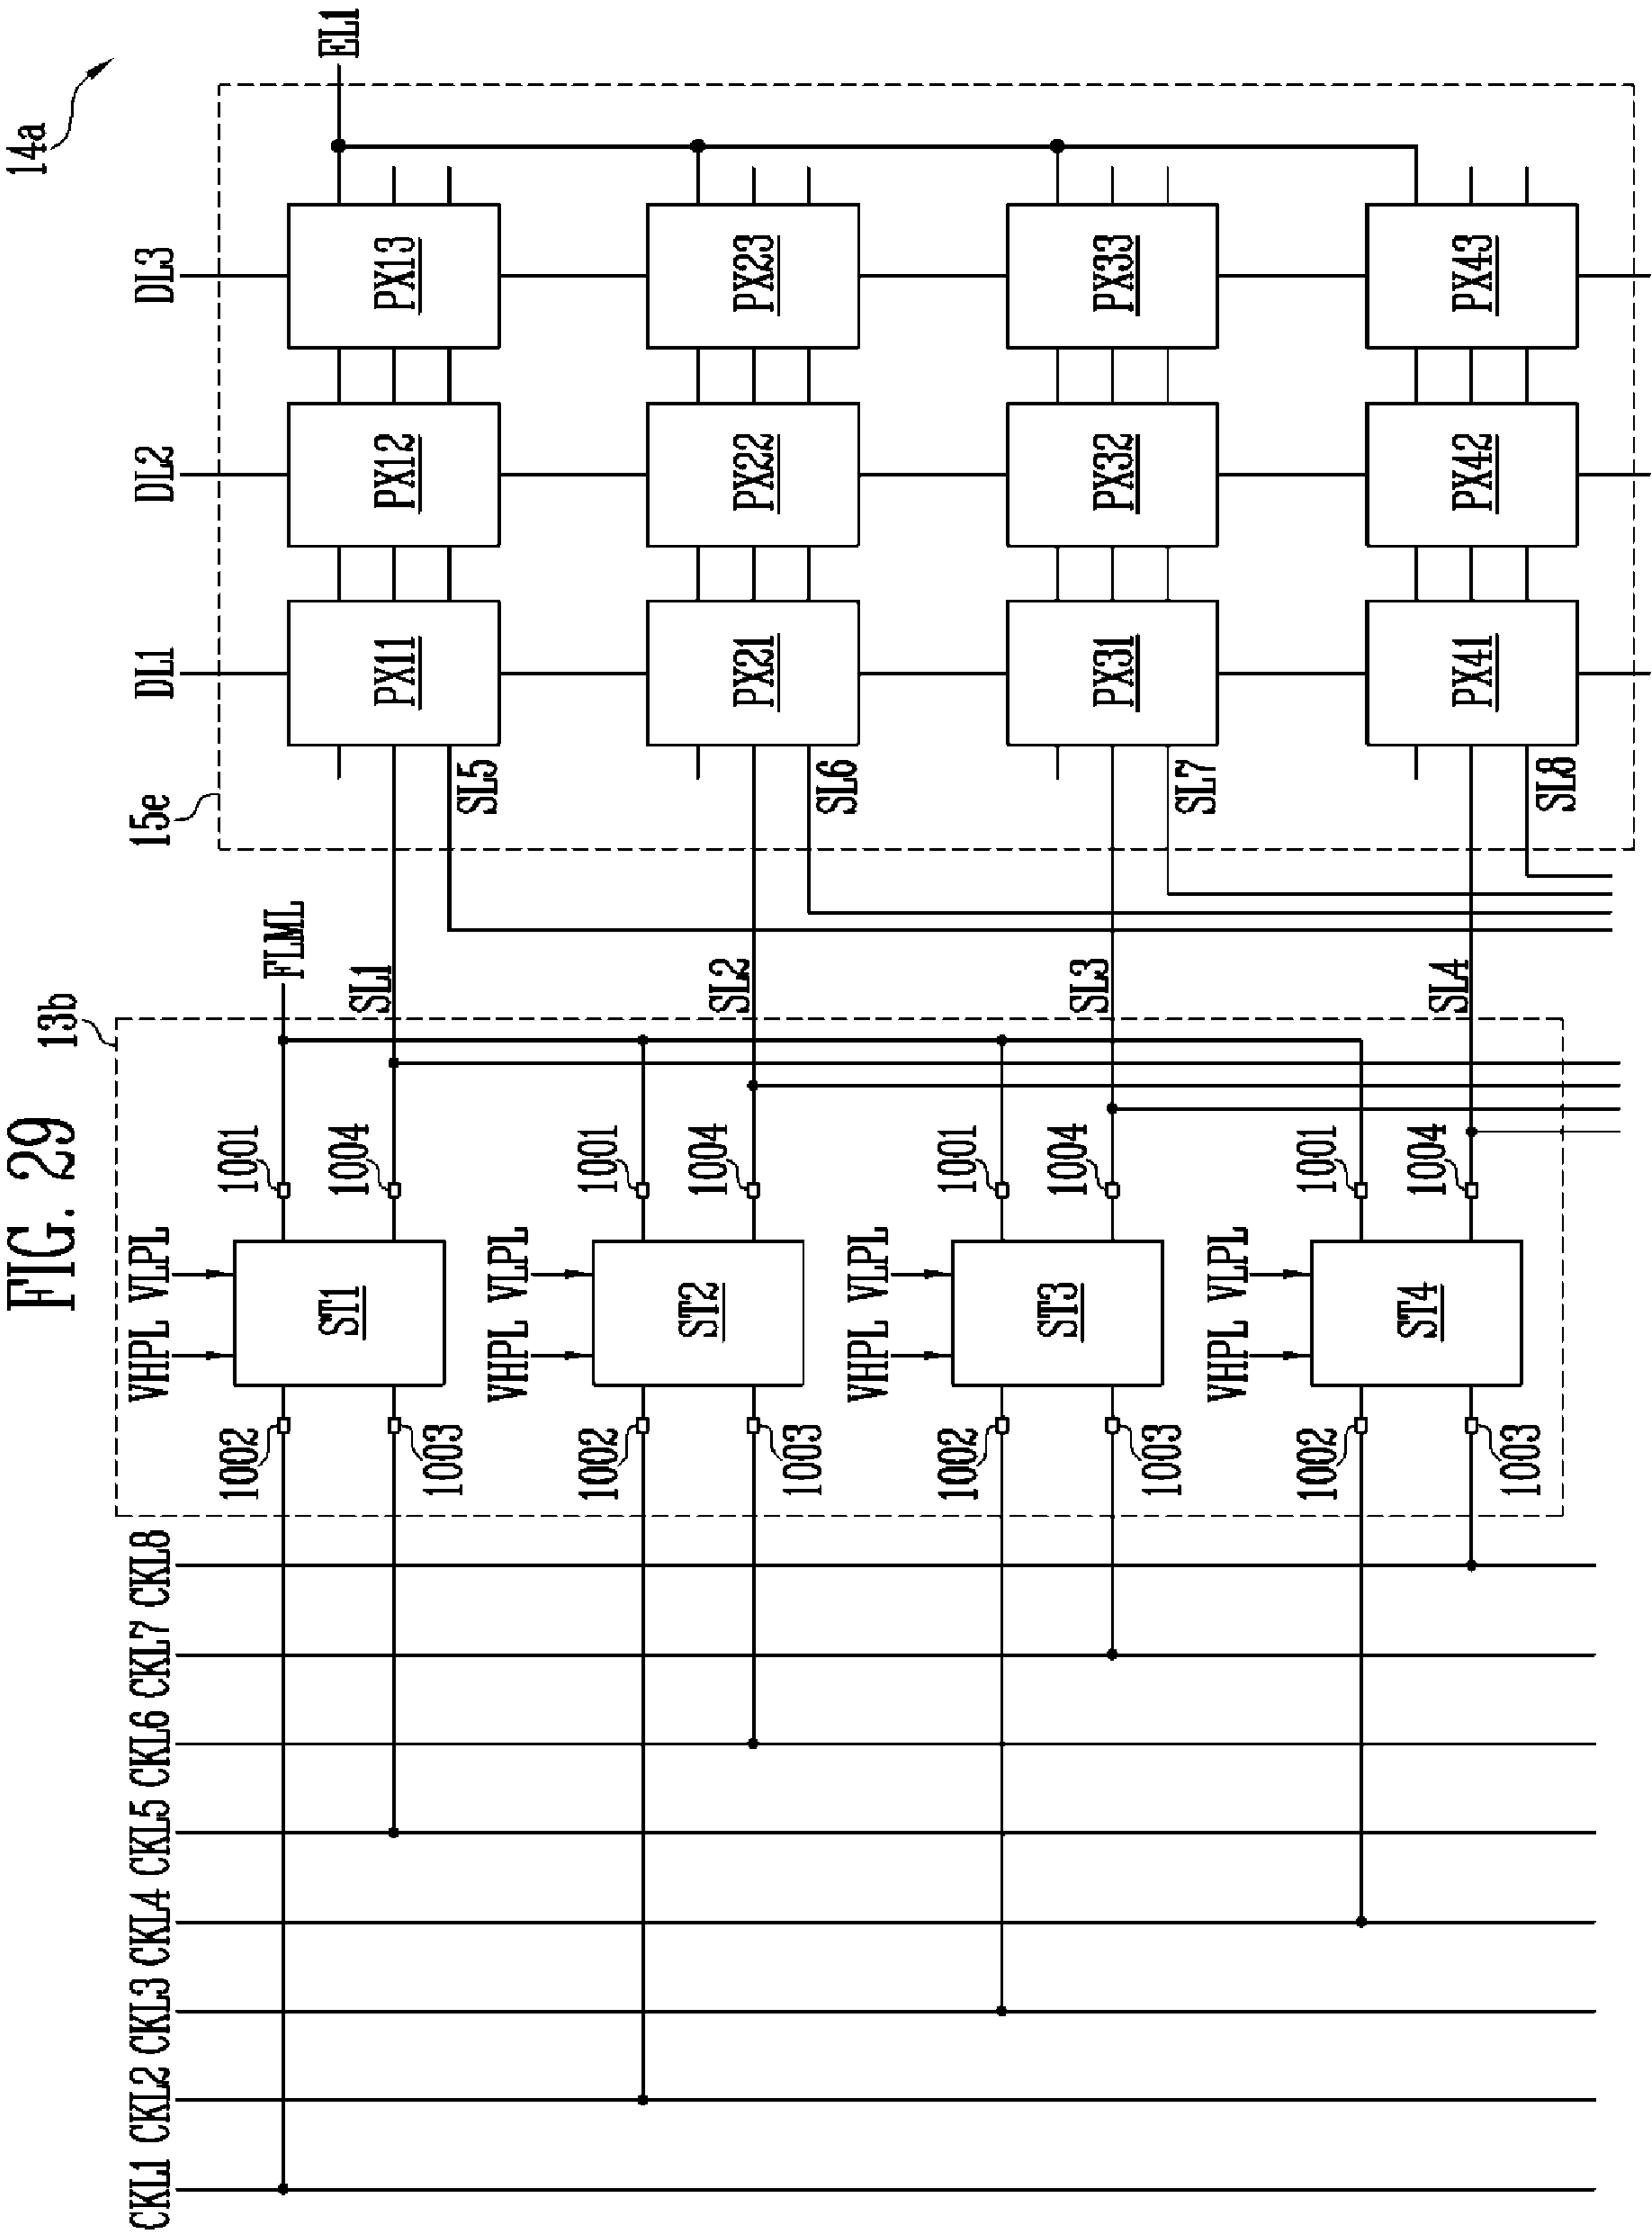 FIG. 29
13b
14a
15e
CKL1 CKL2 CKL3 CKL4 CKL5 CKL6 CKL7 CKL8
DL1 DL2 DL3
FLML
EL1
VHPL VLPL
1002 1001
ST1
1003 1004
SL1
PX11 PX12 PX13
SL5
VHPL VLPL
1002 1001
ST2
1003 1004
SL2
PX21 PX22 PX23
SL6
VHPL VLPL
1002 1001
ST3
1003 1004
SL3
PX31 PX32 PX33
SL7
VHPL VLPL
1002 1001
ST4
1003 1004
SL4
PX41 PX42 PX43
SL8